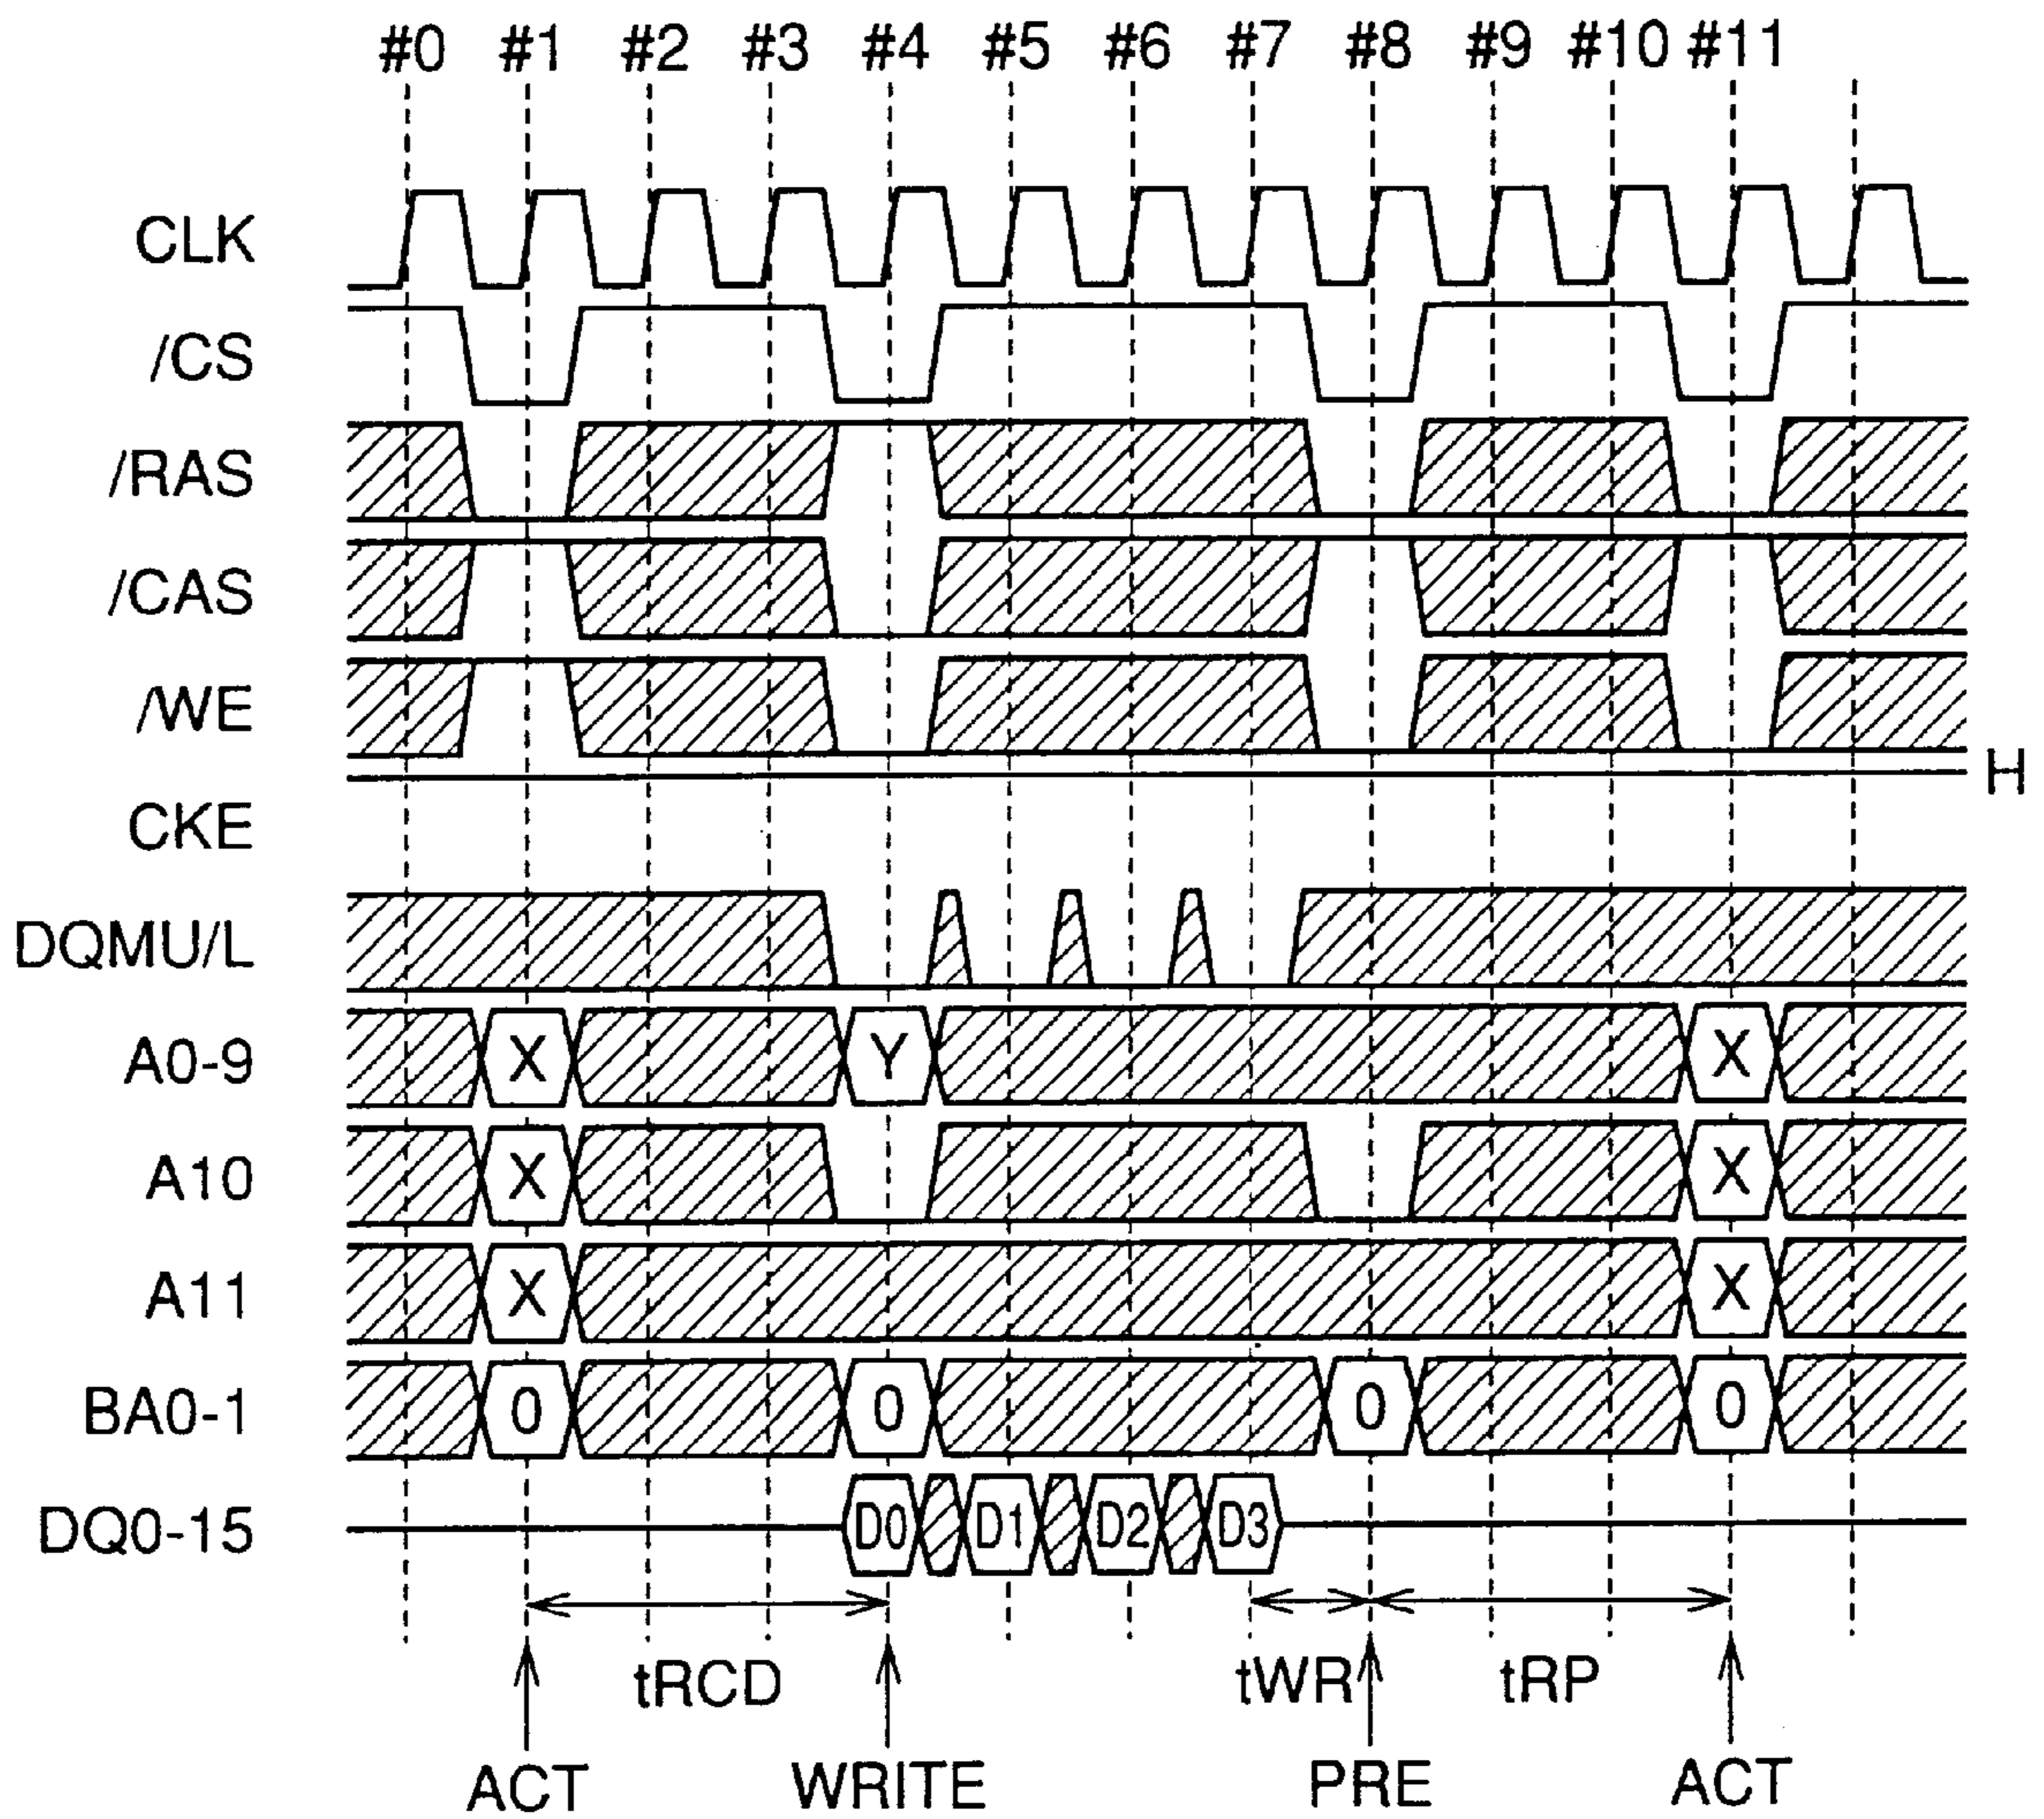 #0 #1 #2 #3 #4 #5 #6 #7 #8 #9 #10 #11
CLK
/CS
/RAS
/CAS
/WE
H
CKE
DQMU/L
A0-9 X Y X
A10 X X
A11 X X
BA0-1 0 0 0 0
DQ0-15 D0 D1 D2 D3
tRCD tWR tRP
ACT WRITE PRE ACT